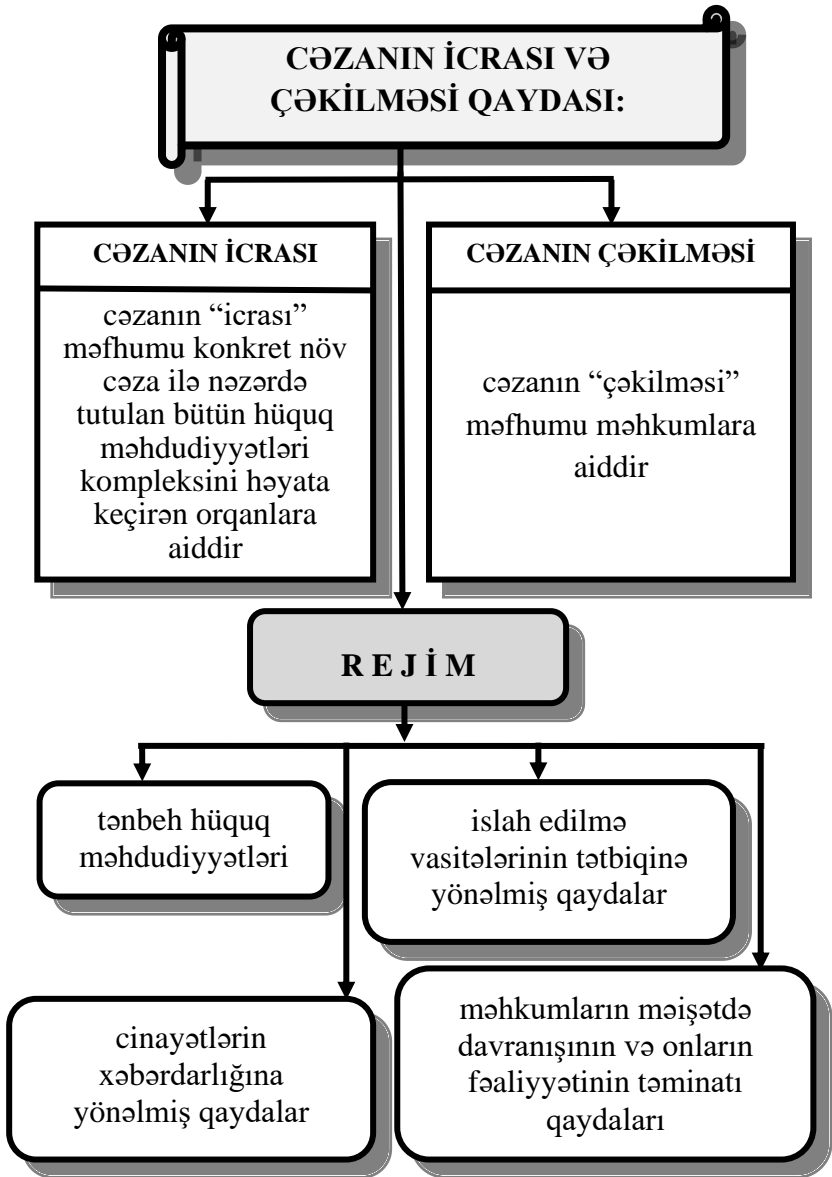 CƏZANIN İCRASI VƏ
ÇƏKİLMƏSİ QAYDASI:
CƏZANIN İCRASI
cəzanın “icrası”
məfhumu konkret növ
cəza ilə nəzərdə
tutulan bütün hüquq
məhdudiyyətləri
kompleksini həyata
keçirən orqanlara
aiddir
CƏZANIN ÇƏKİLMƏSİ
cəzanın “çəkilməsi”
məfhumu məhkumlara
aiddir
R E J İ M
tənbeh hüquq
məhdudiyyətləri
islah edilmə
vasitələrinin tətbiqinə
yönəlmiş qaydalar
cinayətlərin
xəbərdarlığına
yönəlmiş qaydalar
məhkumların məişətdə
davranışının və onların
fəaliyyətinin təminatı
qaydaları